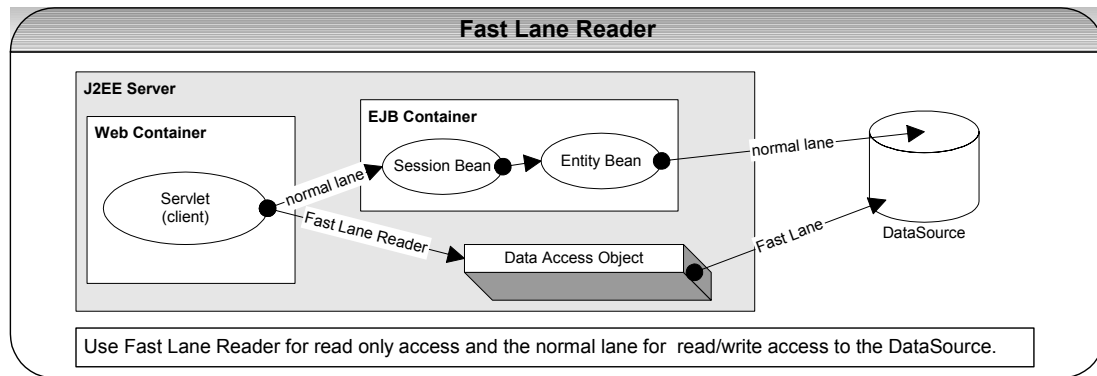 Fast Lane Reader
J2EE Server
Web Container
EJB Container
Servlet
(client)
normal lane
Session Bean
Entity Bean
normal lane
Fast Lane Reader
Data Access Object
Fast Lane
DataSource
Use Fast Lane Reader for read only access and the normal lane for  read/write access to the DataSource.